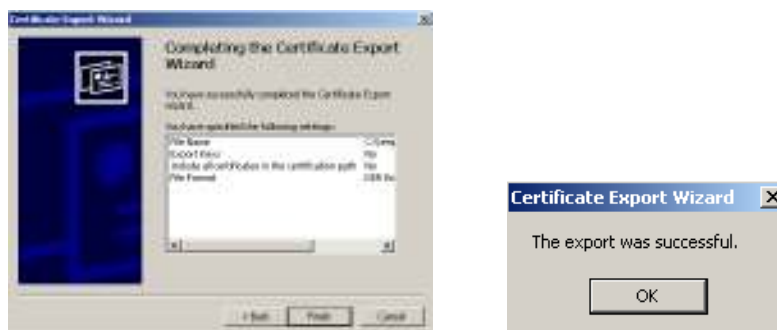 Certificate Export Wizard
Completing the Certificate Export
Wizard
You have successfully completed the Certificate Export
wizard.
You have specified the following settings:
File Name
Export Keys No
Include all certificates in the certification path No
File Format DER
< Back Finish Cancel
Certificate Export Wizard
The export was successful.
OK